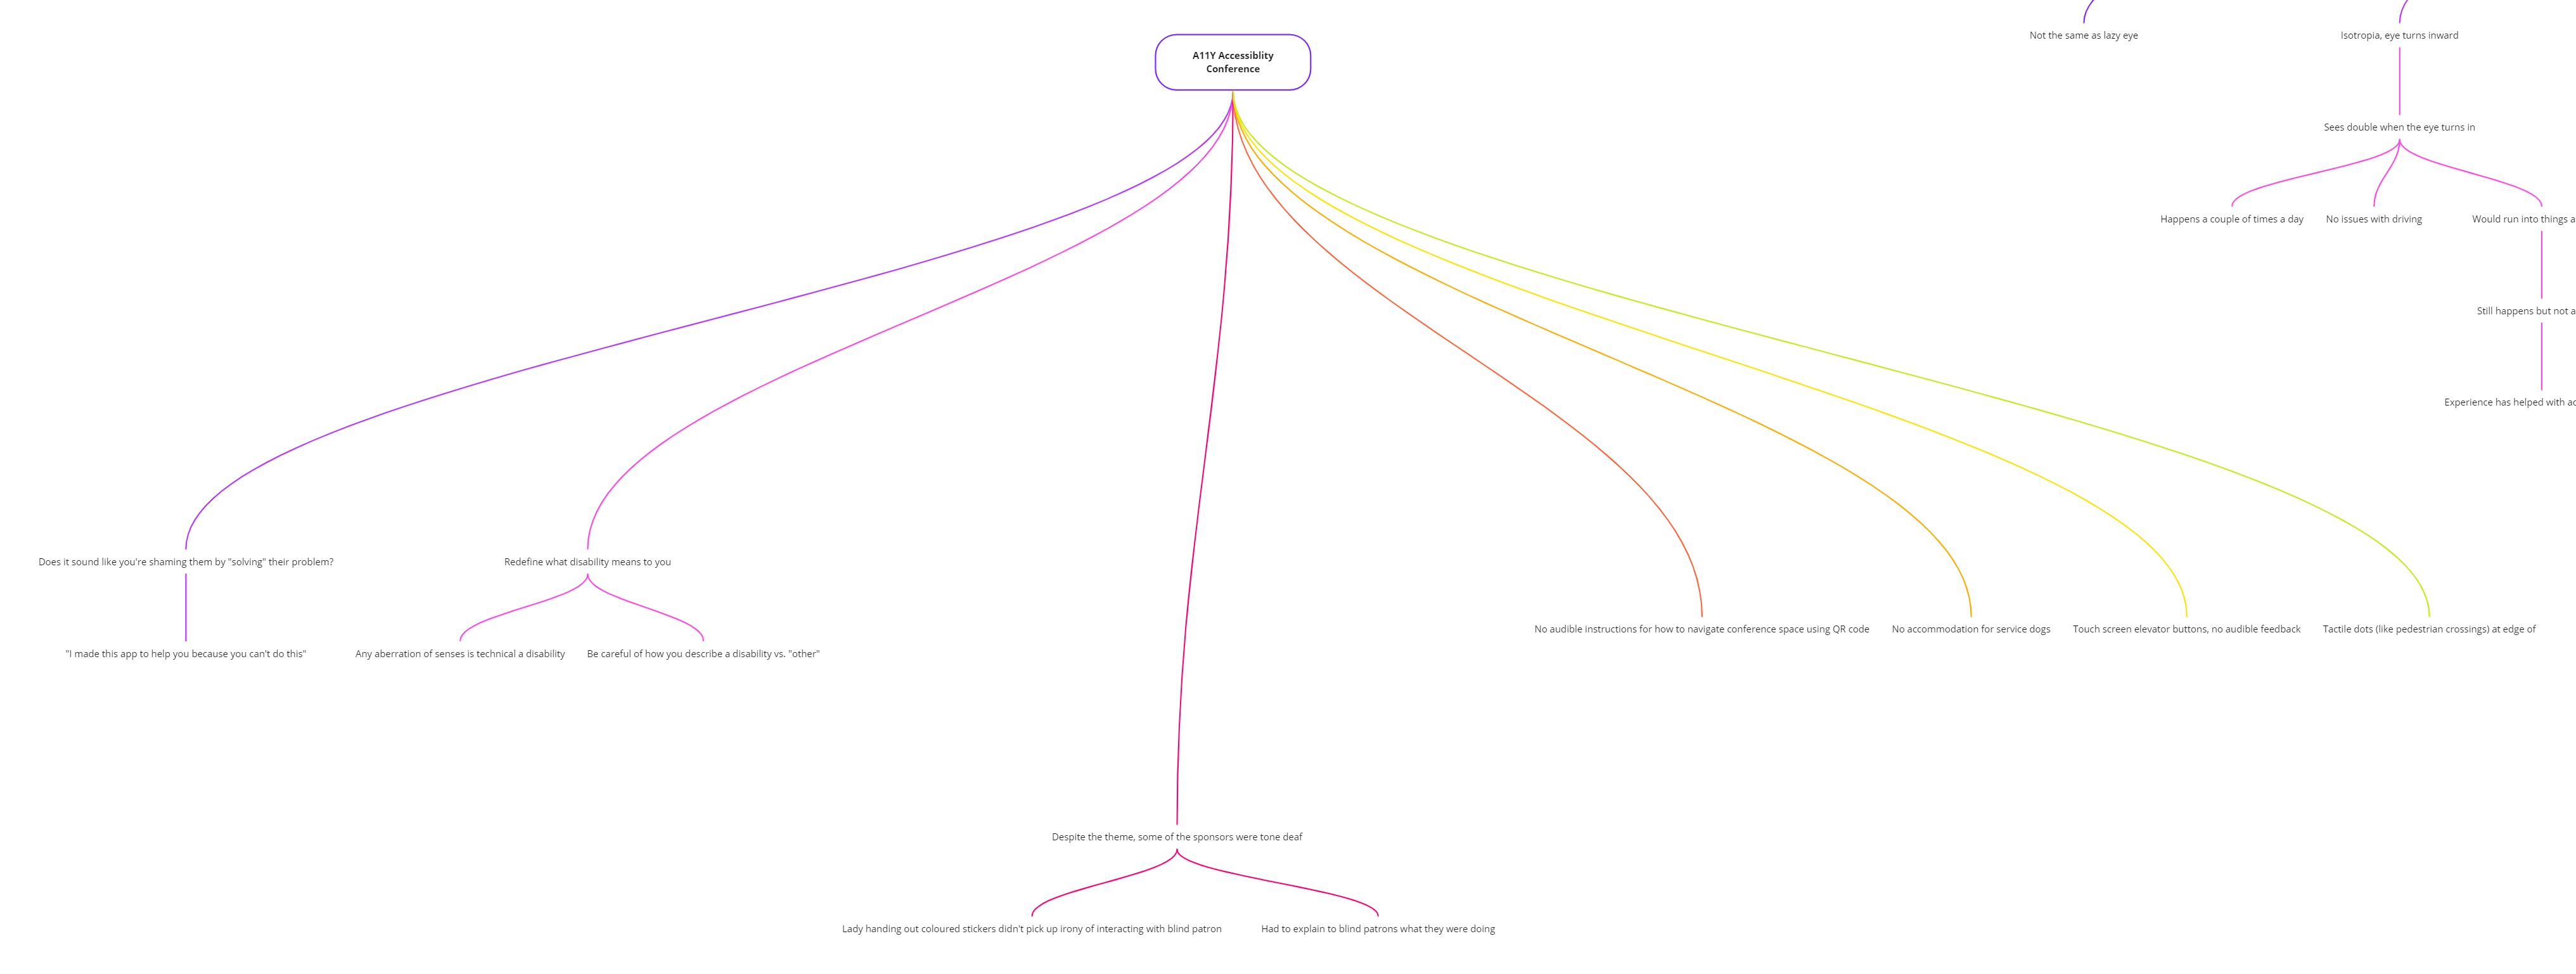 Not the same as lazy eye
Isotropia, eye turns inward
A11Y Accessiblity
Conference
Sees double when the eye turns in
Happens a couple of times a day
No issues with driving
Would run into things a
Still happens but not a
Experience has helped with ac
Does it sound like you're shaming them by "solving" their problem?
Redefine what disability means to you
No audible instructions for how to navigate conference space using QR code
No accommodation for service dogs
Touch screen elevator buttons, no audible feedback
Tactile dots (like pedestrian crossings) at edge of
"I made this app to help you because you can't do this"
Any aberration of senses is technical a disability
Be careful of how you describe a disability vs. "other"
Despite the theme, some of the sponsors were tone deaf
Lady handing out coloured stickers didn't pick up irony of interacting with blind patron
Had to explain to blind patrons what they were doing